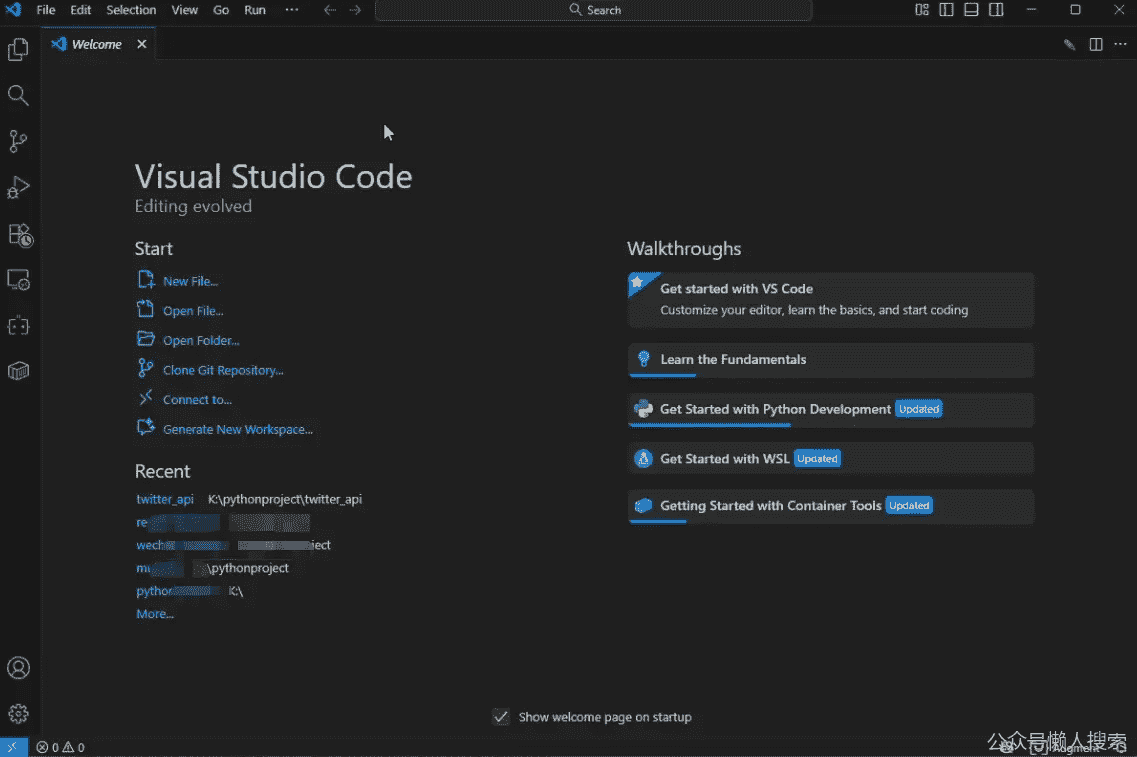 File Edit Selection View Go Run ··· Search
Welcome
Visual Studio Code
Editing evolved
Start
New File...
Open File...
Open Folder...
Clone Git Repository...
Connect to...
Generate New Workspace...
Recent
twitter_api K:\pythonproject\twitter_api
\pythonproject
K:\
More...
Walkthroughs
Get started with VS Code
Customize your editor, learn the basics, and start coding
Learn the Fundamentals
Get Started with Python Development Updated
Get Started with WSL Updated
Getting Started with Container Tools Updated
Show welcome page on startup
0 0
公众号懒人搜索
Augment